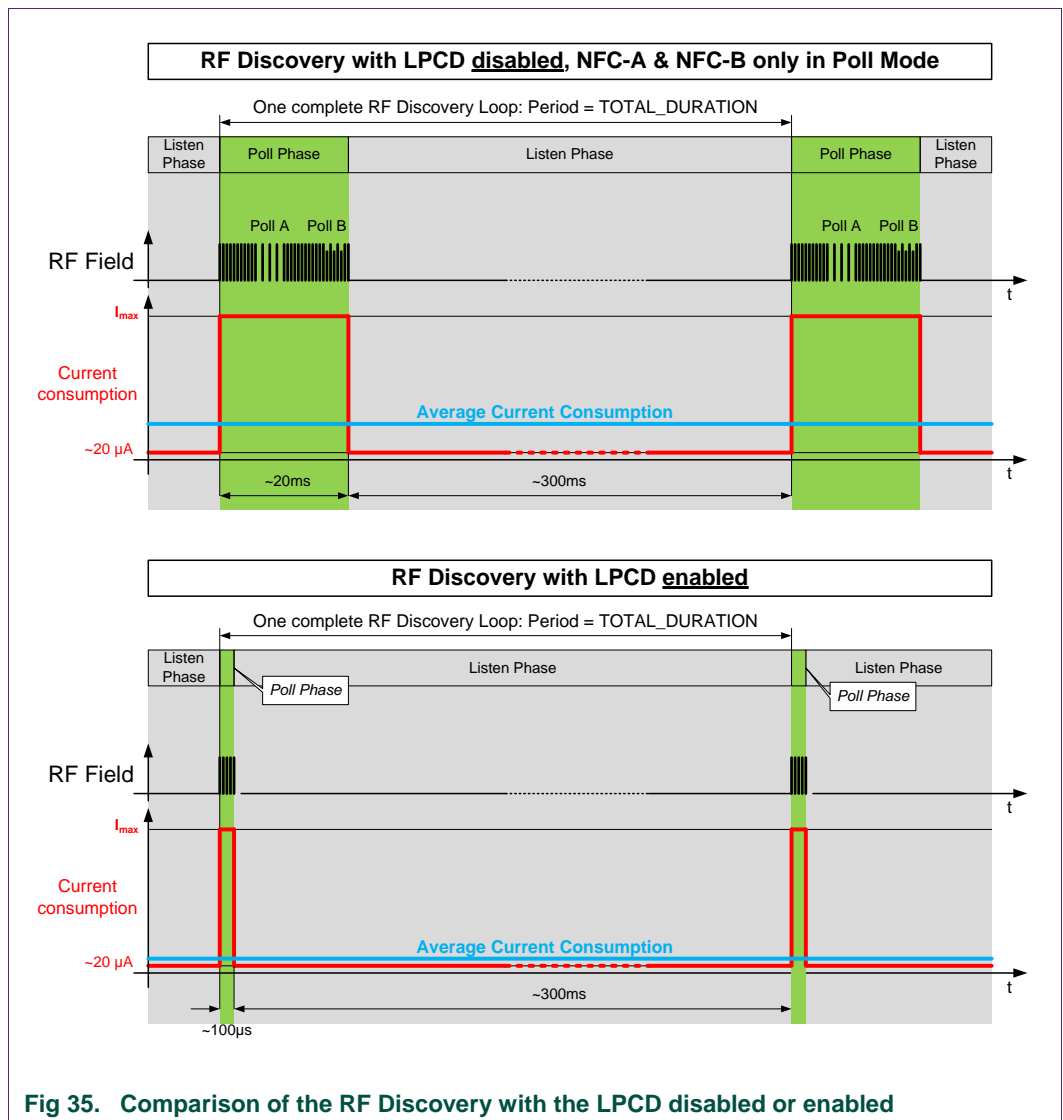 RF Discovery with LPCD disabled, NFC-A & NFC-B only in Poll Mode
One complete RF Discovery Loop: Period = TOTAL_DURATION
Listen
Phase
Poll Phase
Listen Phase
Poll Phase
Listen
Phase
Poll A
Poll B
Poll A
Poll B
RF Field
t
Imax
Current
consumption
Average Current Consumption
~20 µA
t
~20ms
~300ms
RF Discovery with LPCD enabled
One complete RF Discovery Loop: Period = TOTAL_DURATION
Listen
Phase
Listen Phase
Listen Phase
Poll Phase
Poll Phase
RF Field
t
Imax
Current
consumption
Average Current Consumption
~20 µA
t
~300ms
~100µs
Fig 35. Comparison of the RF Discovery with the LPCD disabled or enabled